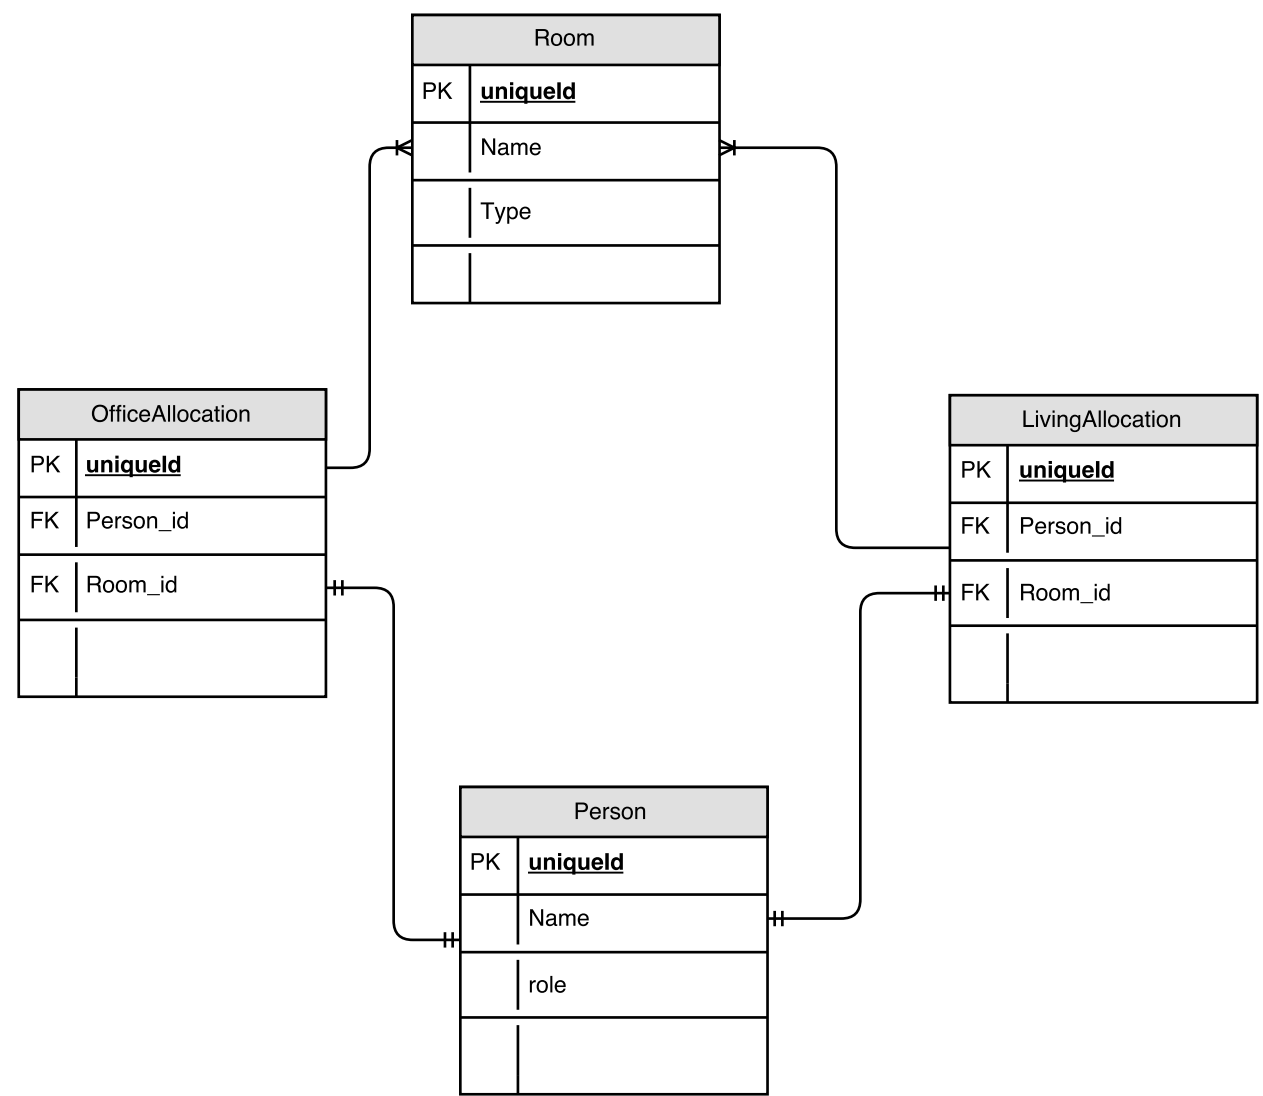 Room
PK uniqueId
Name
Type
OfficeAllocation
PK uniqueId
FK Person_id
FK Room_id
LivingAllocation
PK uniqueId
FK Person_id
FK Room_id
Person
PK uniqueId
Name
role